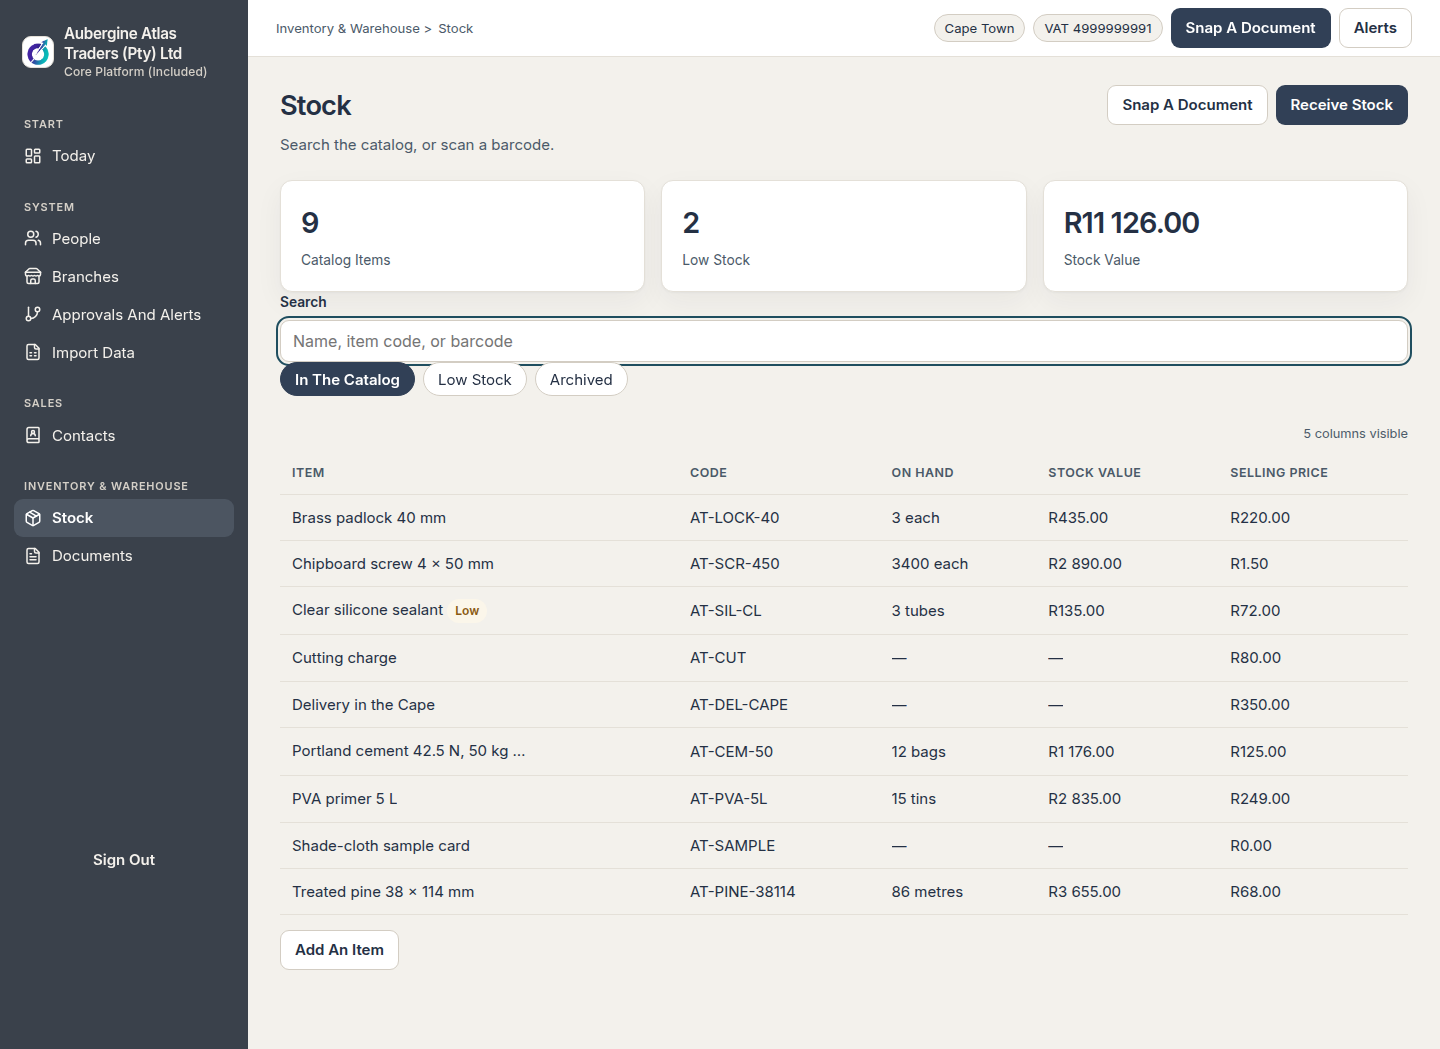 Aubergine Atlas
Traders (Pty) Ltd
Core Platform (Included)
START
Today
SYSTEM
People
Branches
Approvals And Alerts
Import Data
SALES
Contacts
INVENTORY & WAREHOUSE
Stock
Documents
Sign Out
Inventory & Warehouse > Stock
Cape Town
VAT 4999999991
Snap A Document
Alerts
Stock
Snap A Document
Receive Stock
Search the catalog, or scan a barcode.
9
Catalog Items
2
Low Stock
R11 126.00
Stock Value
Search
Name, item code, or barcode
In The Catalog
Low Stock
Archived
5 columns visible
ITEM CODE ON HAND STOCK VALUE SELLING PRICE
Brass padlock 40 mm AT-LOCK-40 3 each R435.00 R220.00
Chipboard screw 4 × 50 mm AT-SCR-450 3400 each R2 890.00 R1.50
Clear silicone sealant Low AT-SIL-CL 3 tubes R135.00 R72.00
Cutting charge AT-CUT — — R80.00
Delivery in the Cape AT-DEL-CAPE — — R350.00
Portland cement 42.5 N, 50 kg ... AT-CEM-50 12 bags R1 176.00 R125.00
PVA primer 5 L AT-PVA-5L 15 tins R2 835.00 R249.00
Shade-cloth sample card AT-SAMPLE — — R0.00
Treated pine 38 × 114 mm AT-PINE-38114 86 metres R3 655.00 R68.00
Add An Item